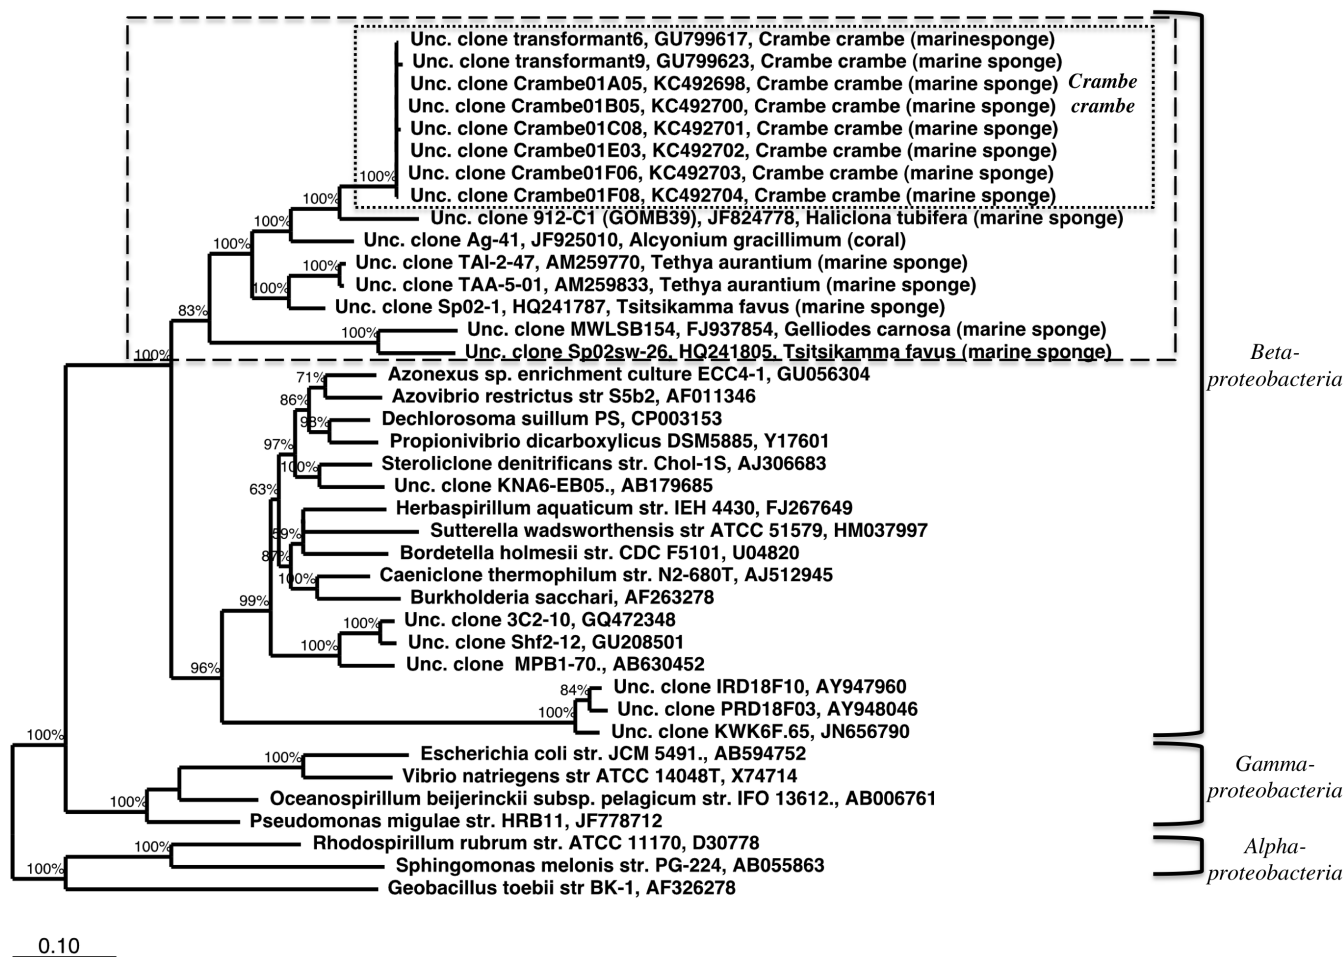 Unc. clone transformant6, GU799617, Crambe crambe (marinesponge)
Unc. clone transformant9, GU799623, Crambe crambe (marine sponge)
Unc. clone Crambe01A05, KC492698, Crambe crambe (marine sponge)
Crambe
crambe
Unc. clone Crambe01B05, KC492700, Crambe crambe (marine sponge)
Unc. clone Crambe01C08, KC492701, Crambe crambe (marine sponge)
Unc. clone Crambe01E03, KC492702, Crambe crambe (marine sponge)
100%
Unc. clone Crambe01F06, KC492703, Crambe crambe (marine sponge)
100%
Unc. clone Crambe01F08, KC492704, Crambe crambe (marine sponge)
100%
Unc. clone 912-C1 (GOMB39), JF824778, Haliclona tubifera (marine sponge)
100%
Unc. clone Ag-41, JF925010, Alcyonium gracillimum (coral)
100%
Unc. clone TAI-2-47, AM259770, Tethya aurantium (marine sponge)
100%
Unc. clone TAA-5-01, AM259833, Tethya aurantium (marine sponge)
83%
Unc. clone Sp02-1, HQ241787, Tsitsikamma favus (marine sponge)
100%
Unc. clone MWLSB154, FJ937854, Gelliodes carnosa (marine sponge)
100%
Unc. clone Sp02sw-26, HQ241805, Tsitsikamma favus (marine sponge)
Beta-
proteobacteria
71%
Azonexus sp. enrichment culture ECC4-1, GU056304
86%
Azovibrio restrictus str S5b2, AF011346
98%
Dechlorosoma suillum PS, CP003153
97%
Propionivibrio dicarboxylicus DSM5885, Y17601
100%
Steroliclone denitrificans str. Chol-1S, AJ306683
63%
Unc. clone KNA6-EB05., AB179685
Herbaspirillum aquaticum str. IEH 4430, FJ267649
59%
Sutterella wadsworthensis str ATCC 51579, HM037997
87%
Bordetella holmesii str. CDC F5101, U04820
100%
Caeniclone thermophilum str. N2-680T, AJ512945
99%
Burkholderia sacchari, AF263278
100%
Unc. clone 3C2-10, GQ472348
100%
Unc. clone Shf2-12, GU208501
96%
Unc. clone MPB1-70., AB630452
84%
Unc. clone IRD18F10, AY947960
100%
Unc. clone PRD18F03, AY948046
Unc. clone KWK6F.65, JN656790
100%
100%
Escherichia coli str. JCM 5491., AB594752
Gamma-
proteobacteria
Vibrio natriegens str ATCC 14048T, X74714
100%
Oceanospirillum beijerinckii subsp. pelagicum str. IFO 13612., AB006761
Pseudomonas migulae str. HRB11, JF778712
100%
Rhodospirillum rubrum str. ATCC 11170, D30778
Alpha-
proteobacteria
100%
Sphingomonas melonis str. PG-224, AB055863
Geobacillus toebii str BK-1, AF326278
0.10